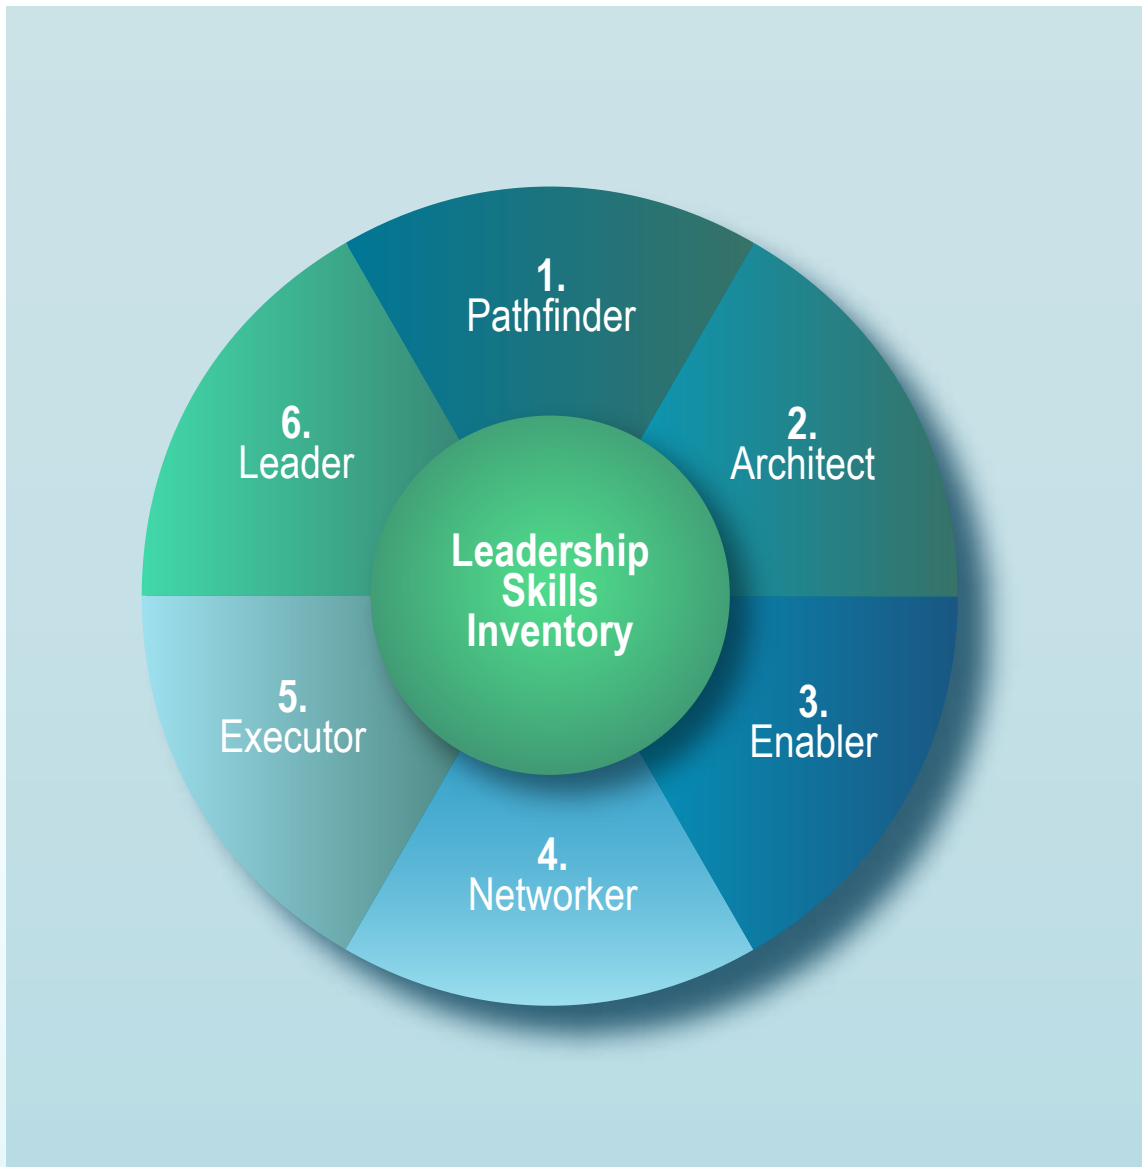 1.
Pathfinder
2.
Architect
3.
Enabler
4.
Networker
5.
Executor
6.
Leader
Leadership
Skills
Inventory